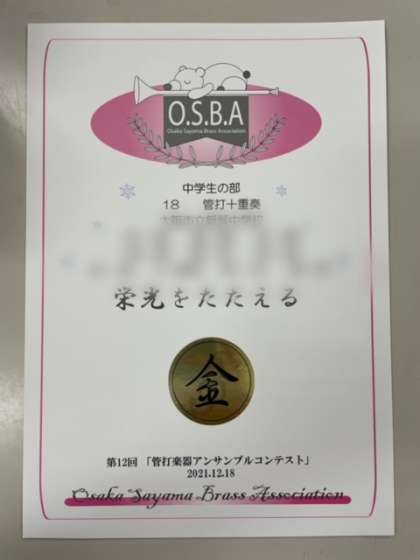 O.S.B.A
Osaka Sayama Brass Association
中学生の部
18 管打十重奏
栄光をたたえる
金
第12回 「管打楽器アンサンブルコンテスト」
2021.12.18
Osaka Sayama Brass Association